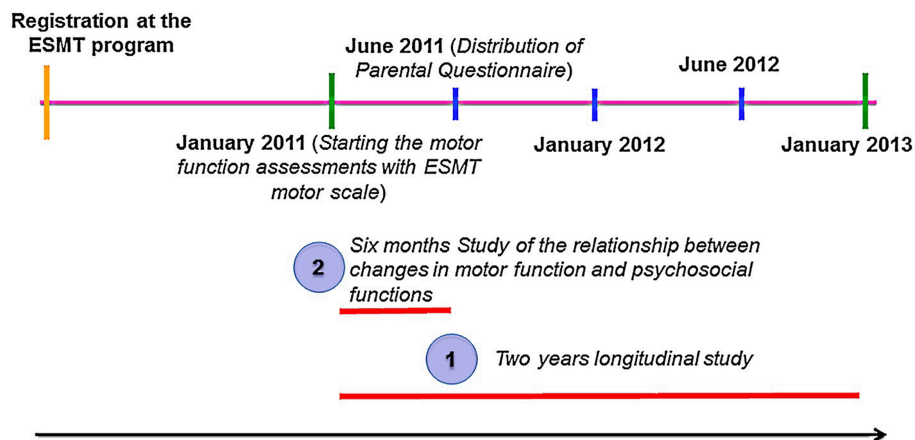 Registration at the
ESMT program
June 2011 (Distribution of
Parental Questionnaire)
June 2012
January 2011 (Starting the motor
function assessments with ESMT
motor scale)
January 2012
January 2013
2
Six months Study of the relationship between
changes in motor function and psychosocial
functions
1
Two years longitudinal study